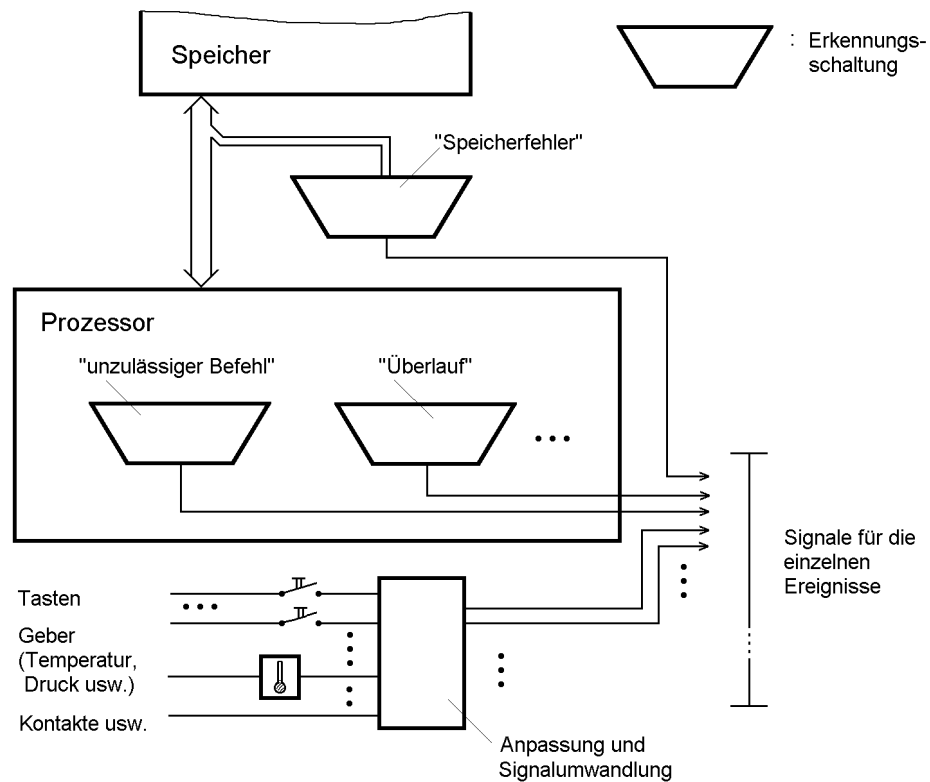 Speicher
: Erkennungs-
schaltung
"Speicherfehler"
Prozessor
"unzulässiger Befehl"
"Überlauf"
Signale für die
einzelnen
Ereignisse
Tasten
Geber
(Temperatur,
Druck usw.)
Kontakte usw.
Anpassung und
Signalumwandlung